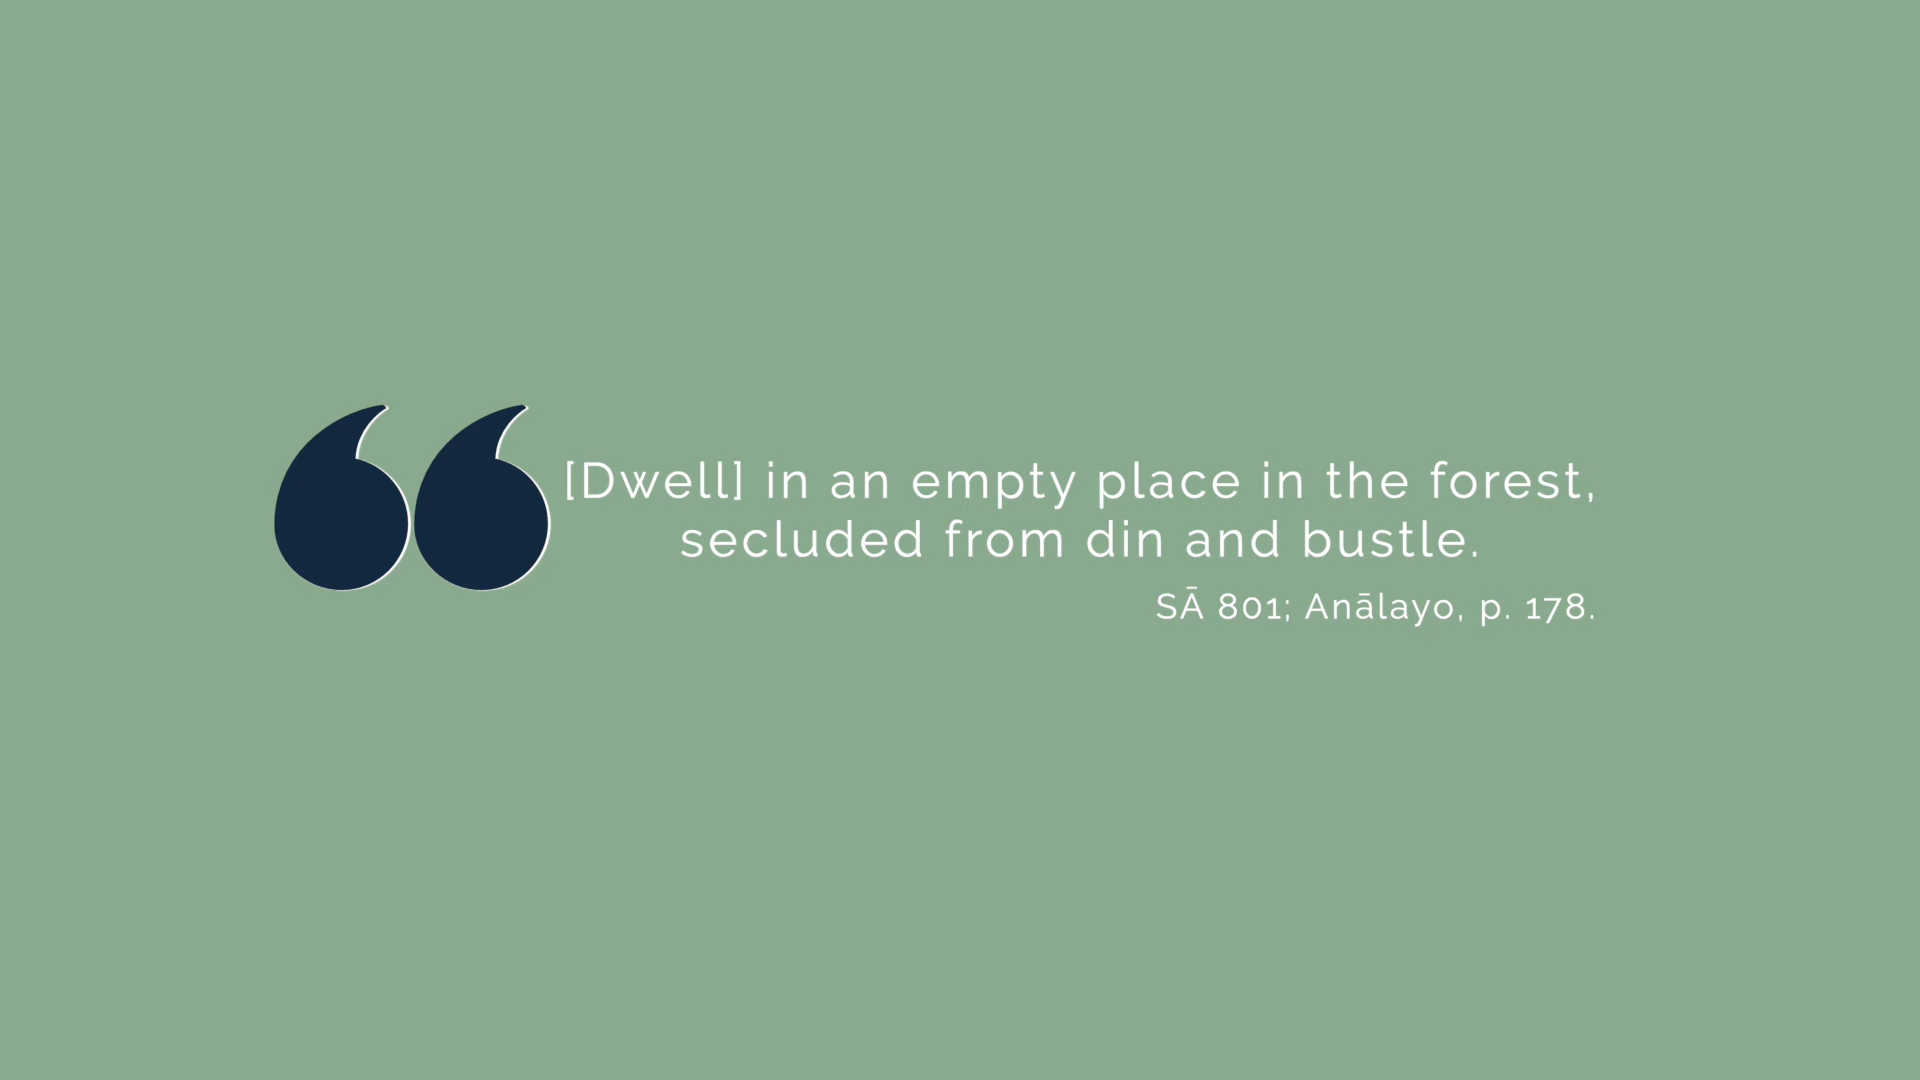 [Dwell] in an empty place in the forest,
secluded from din and bustle.
SĀ 801; Anālayo, p. 178.